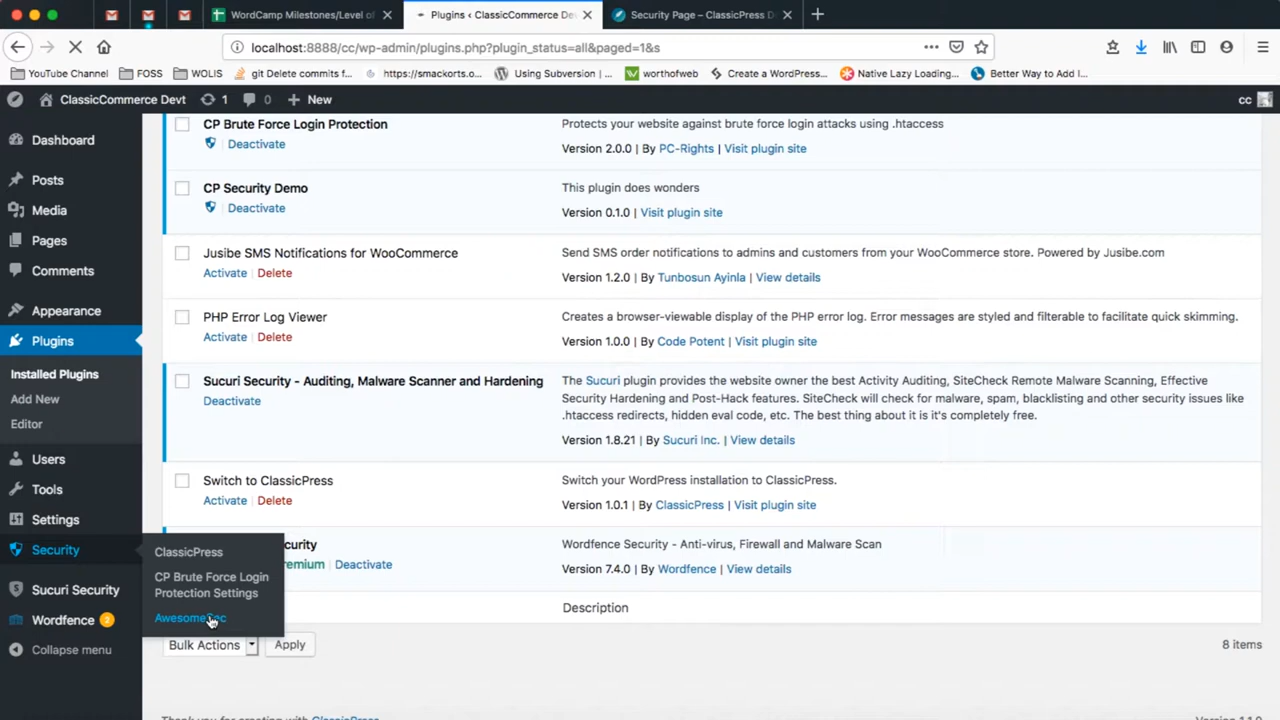 WordCamp Milestones/Level of
Plugins ‹ ClassicCommerce Dev
Security Page – ClassicPress D
localhost:8888/cc/wp-admin/plugins.php?plugin_status=all&paged=1&s
YouTube Channel
FOSS
WOLIS
git Delete commits f...
https://smackorts.o...
Using Subversion | ...
worthofweb
Create a WordPress...
Native Lazy Loading...
Better Way to Add I...
ClassicCommerce Devt
1
0
New
cc
Dashboard
Posts
Media
Pages
Comments
Appearance
Plugins
Installed Plugins
Add New
Editor
Users
Tools
Settings
Security
Sucuri Security
Wordfence 2
Collapse menu
ClassicPress
CP Brute Force Login
Protection Settings
CP Brute Force Login Protection
Deactivate
Protects your website against brute force login attacks using .htaccess
Version 2.0.0 | By PC-Rights | Visit plugin site
CP Security Demo
Deactivate
This plugin does wonders
Version 0.1.0 | Visit plugin site
Jusibe SMS Notifications for WooCommerce
Activate | Delete
Send SMS order notifications to admins and customers from your WooCommerce store. Powered by Jusibe.com
Version 1.2.0 | By Tunbosun Ayinla | View details
PHP Error Log Viewer
Activate | Delete
Creates a browser-viewable display of the PHP error log. Error messages are styled and filterable to facilitate quick skimming.
Version 1.0.0 | By Code Potent | Visit plugin site
Sucuri Security - Auditing, Malware Scanner and Hardening
Deactivate
The Sucuri plugin provides the website owner the best Activity Auditing, SiteCheck Remote Malware Scanning, Effective
Security Hardening and Post-Hack features. SiteCheck will check for malware, spam, blacklisting and other security issues like
.htaccess redirects, hidden eval code, etc. The best thing about it is it's completely free.
Version 1.8.21 | By Sucuri Inc. | View details
Switch to ClassicPress
Activate | Delete
Switch your WordPress installation to ClassicPress.
Version 1.0.1 | By ClassicPress | Visit plugin site
curity
remium | Deactivate
Wordfence Security - Anti-virus, Firewall and Malware Scan
Version 7.4.0 | By Wordfence | View details
Description
Bulk Actions
Apply
8 items
Thank you for creating with ClassicPress